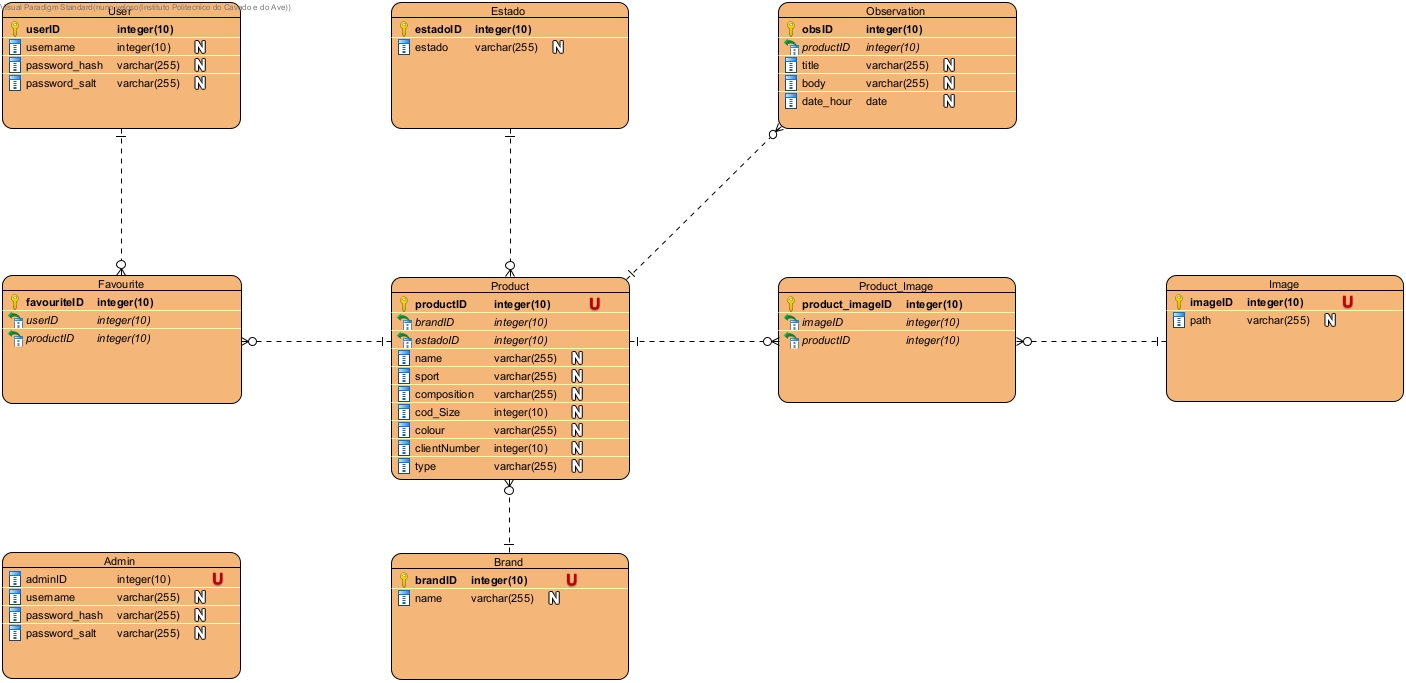 Visual Paradigm Standard(nuno veloso(Instituto Politecnico do Cavado e do Ave))
User
userID integer(10)
username integer(10) N
password_hash varchar(255) N
password_salt varchar(255) N
Estado
estadoID integer(10)
estado varchar(255) N
Observation
obsID integer(10)
productID integer(10)
title varchar(255) N
body varchar(255) N
date_hour date N
Favourite
favouriteID integer(10)
userID integer(10)
productID integer(10)
Product
productID integer(10) U
brandID integer(10)
estadoID integer(10)
name varchar(255) N
sport varchar(255) N
composition varchar(255) N
cod_Size integer(10) N
colour varchar(255) N
clientNumber integer(10) N
type varchar(255) N
Product_Image
product_imageID integer(10)
imageID integer(10)
productID integer(10)
Image
imageID integer(10) U
path varchar(255) N
Admin
adminID integer(10) U
username varchar(255) N
password_hash varchar(255) N
password_salt varchar(255) N
Brand
brandID integer(10) U
name varchar(255) N